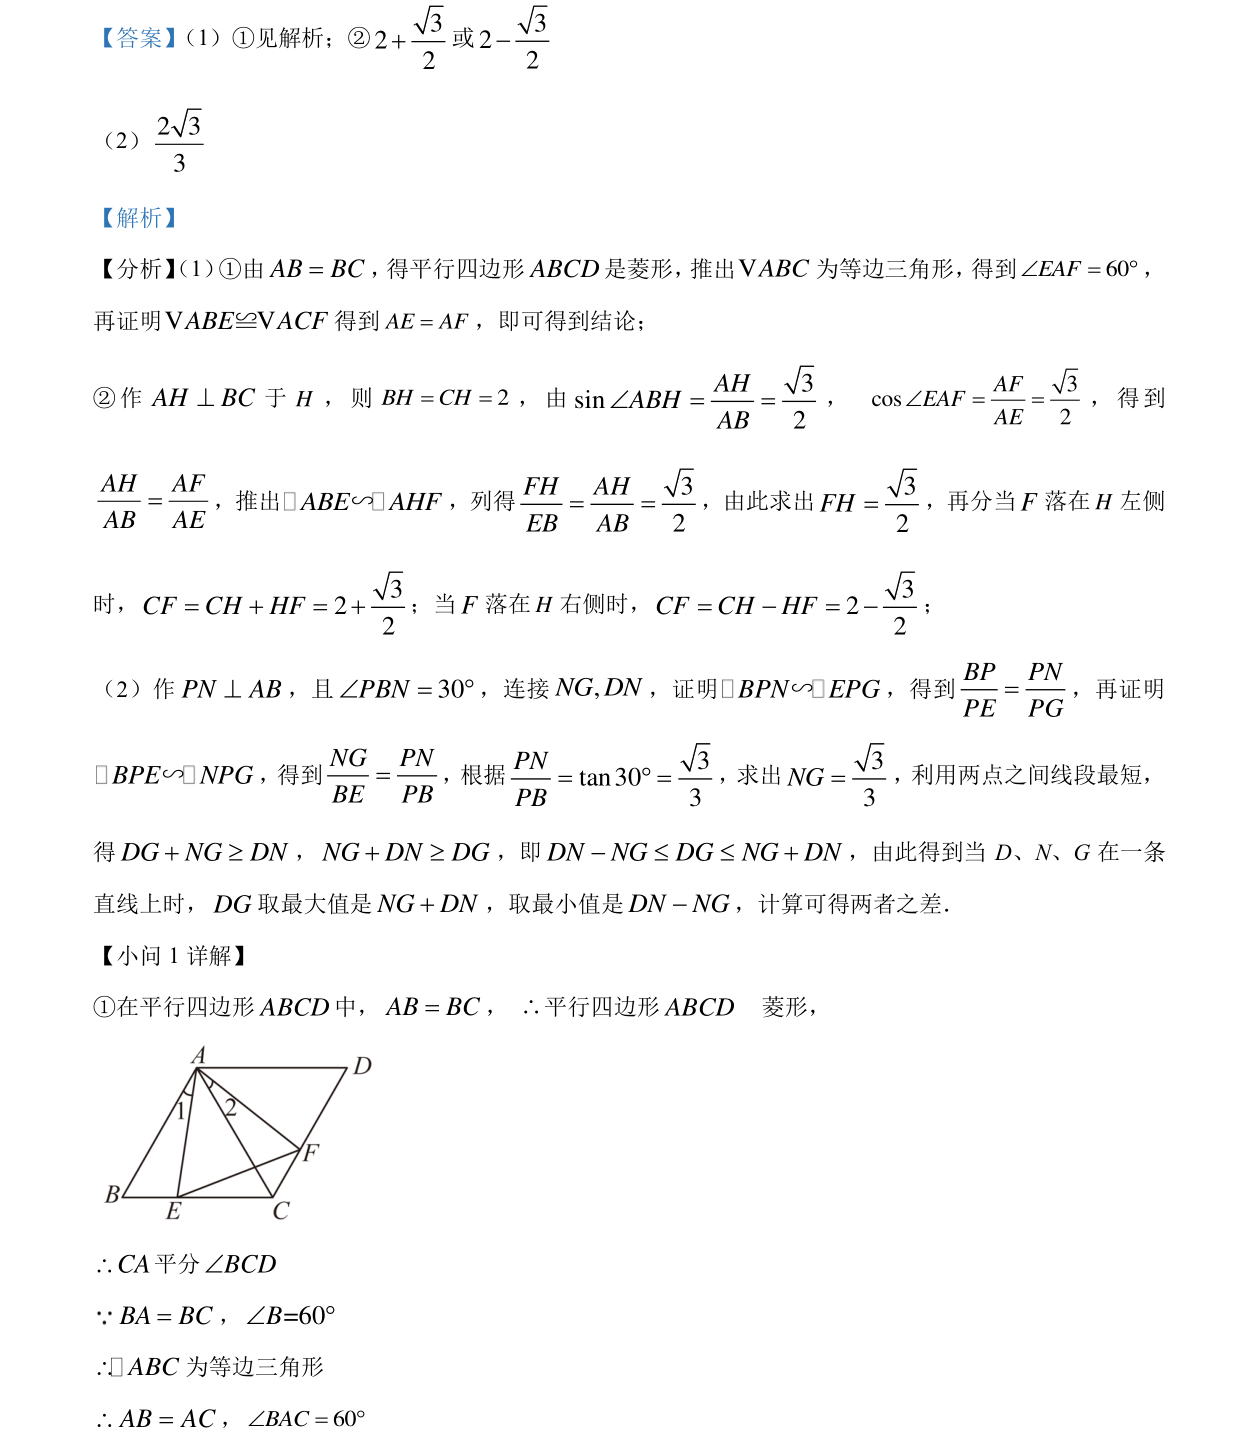 【答案】（1）①见解析；②2+√3/2 或 2−√3/2
（2）2√3/3
【解析】
【分析】（1）①由 AB = BC，得平行四边形 ABCD 是菱形，推出VABC 为等边三角形，得到∠EAF = 60°，
再证明VABE≌VACF 得到 AE = AF，即可得到结论；
②作 AH ⊥ BC 于 H，则 BH = CH = 2，由 sin∠ABH = AH/AB = √3/2， cos∠EAF = AF/AE = √3/2，得到
AH/AB = AF/AE，推出□ABE∽□AHF，列得 FH/EB = AH/AB = √3/2，由此求出 FH = √3/2，再分当 F 落在 H 左侧
时，CF = CH + HF = 2+√3/2；当 F 落在 H 右侧时，CF = CH − HF = 2−√3/2；
（2）作 PN ⊥ AB，且∠PBN = 30°，连接 NG, DN，证明□BPN∽□EPG，得到 BP/PE = PN/PG，再证明
□BPE∽□NPG，得到 NG/BE = PN/PB，根据 PN/PB = tan30° = √3/3，求出 NG = √3/3，利用两点之间线段最短，
得 DG + NG ≥ DN，NG + DN ≥ DG，即 DN − NG ≤ DG ≤ NG + DN，由此得到当 D、N、G 在一条
直线上时，DG 取最大值是 NG + DN，取最小值是 DN − NG，计算可得两者之差．
【小问 1 详解】
①在平行四边形 ABCD 中，AB = BC， ∴平行四边形 ABCD 菱形，
A
D
1
2
F
B
E
C
∴CA 平分∠BCD
∵BA = BC，∠B=60°
∴□ABC 为等边三角形
∴AB = AC，∠BAC = 60°